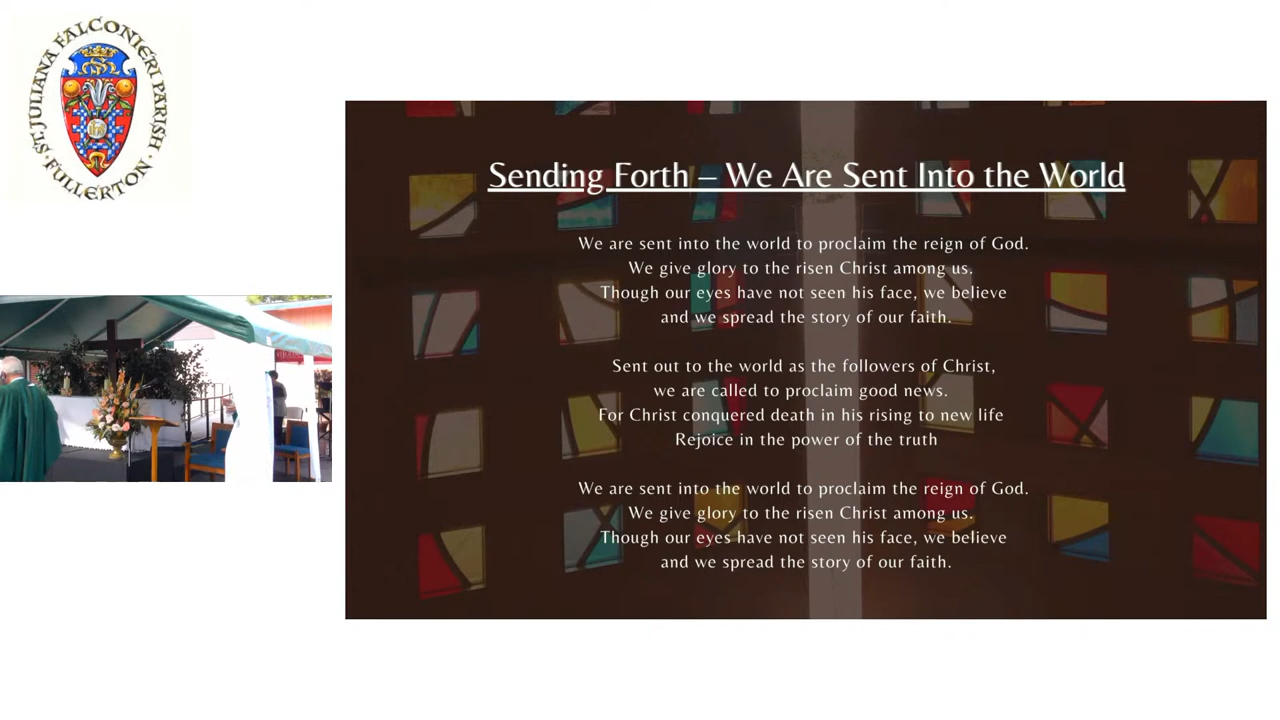 ST. JULIANA FALCONIERI PARISH · FULLERTON ·
Sending Forth – We Are Sent Into the World
We are sent into the world to proclaim the reign of God.
We give glory to the risen Christ among us.
Though our eyes have not seen his face, we believe
and we spread the story of our faith.
Sent out to the world as the followers of Christ,
we are called to proclaim good news.
For Christ conquered death in his rising to new life
Rejoice in the power of the truth
We are sent into the world to proclaim the reign of God.
We give glory to the risen Christ among us.
Though our eyes have not seen his face, we believe
and we spread the story of our faith.